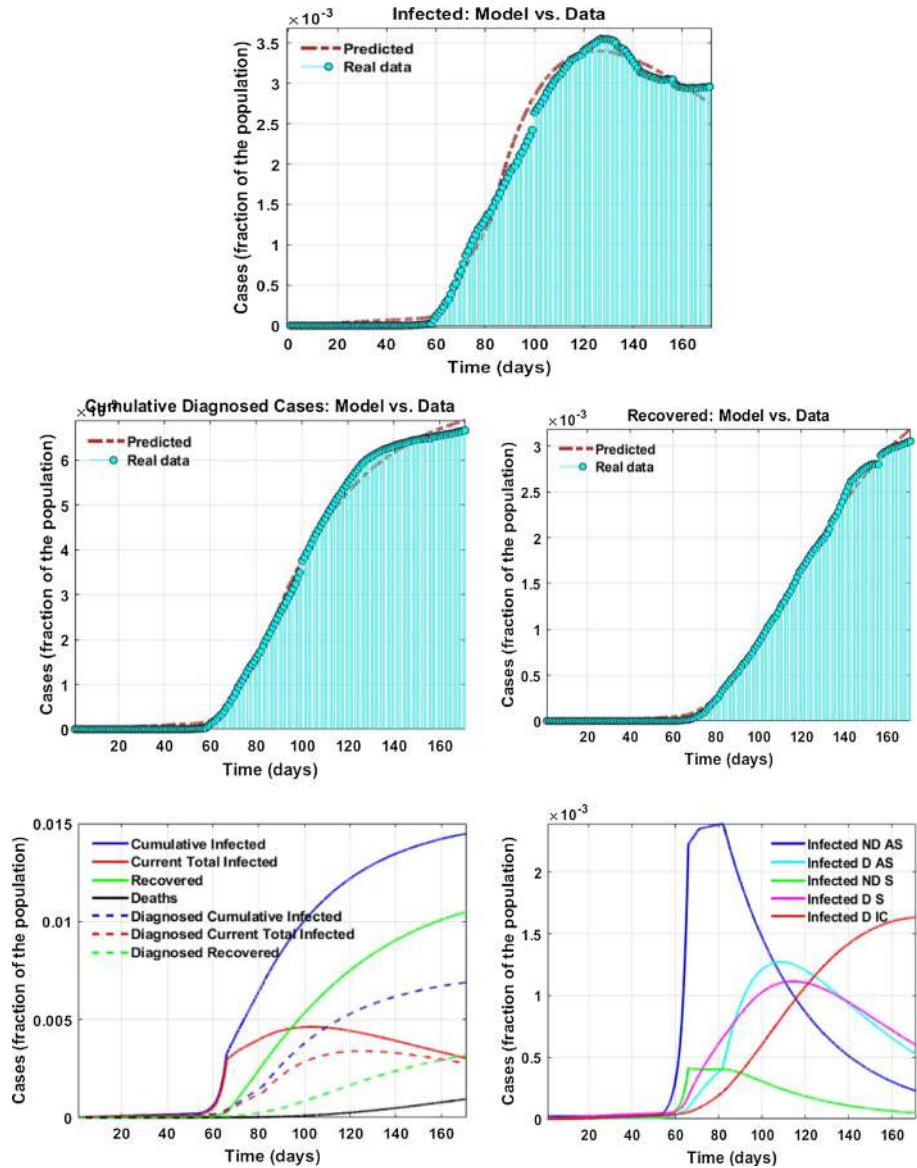 Infected: Model vs. Data
×10-3
Predicted
Real data
3.5
3
2.5
2
1.5
1
0.5
0
Cases (fraction of the population)
0 20 40 60 80 100 120 140 160
Time (days)
Cumulative Diagnosed Cases: Model vs. Data
Predicted
Real data
6
5
4
3
2
1
0
Cases (fraction of the population)
20 40 60 80 100 120 140 160
Time (days)
Recovered: Model vs. Data
×10-3
Predicted
Real data
3
2.5
2
1.5
1
0.5
0
Cases (fraction of the population)
20 40 60 80 100 120 140 160
Time (days)
0.015
0.01
0.005
0
Cases (fraction of the population)
Cumulative Infected
Current Total Infected
Recovered
Deaths
Diagnosed Cumulative Infected
Diagnosed Current Total Infected
Diagnosed Recovered
20 40 60 80 100 120 140 160
Time (days)
×10-3
2
1.5
1
0.5
0
Cases (fraction of the population)
Infected ND AS
Infected D AS
Infected ND S
Infected D S
Infected D IC
20 40 60 80 100 120 140 160
Time (days)